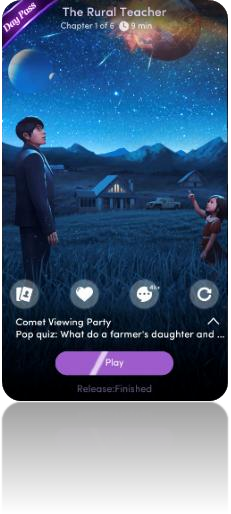 Day Pass
The Rural Teacher
Chapter 1 of 6 9 min
Comet Viewing Party
Pop quiz: What do a farmer's daughter and ...
Play
Release:Finished